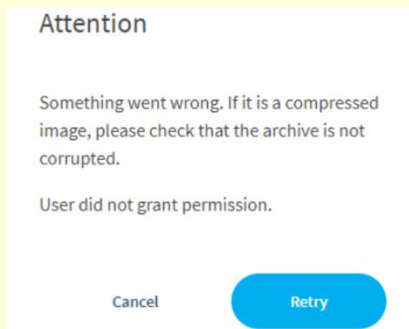 Attention
Something went wrong. If it is a compressed
image, please check that the archive is not
corrupted.
User did not grant permission.
Cancel
Retry